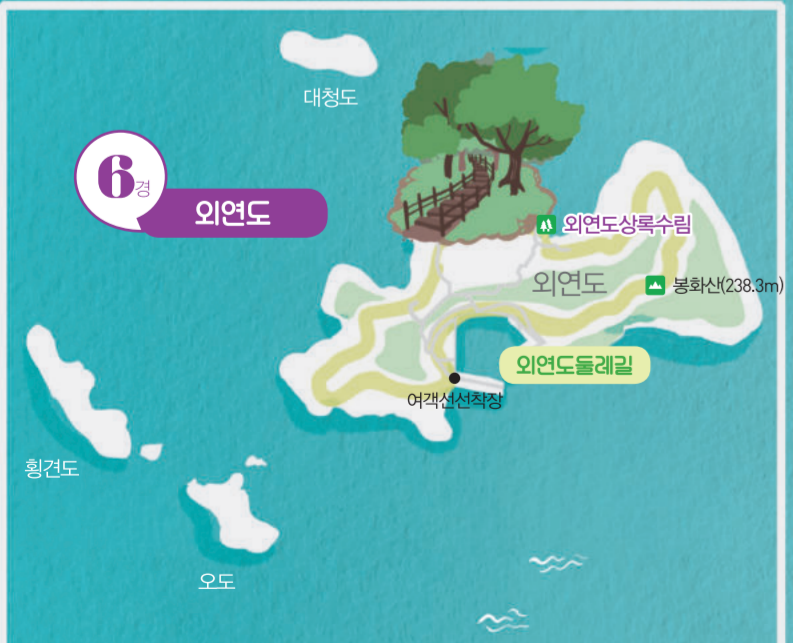 대청도
6경
외연도
외연도상록수림
외연도
봉화산(238.3m)
외연도둘레길
여객선선착장
횡견도
오도